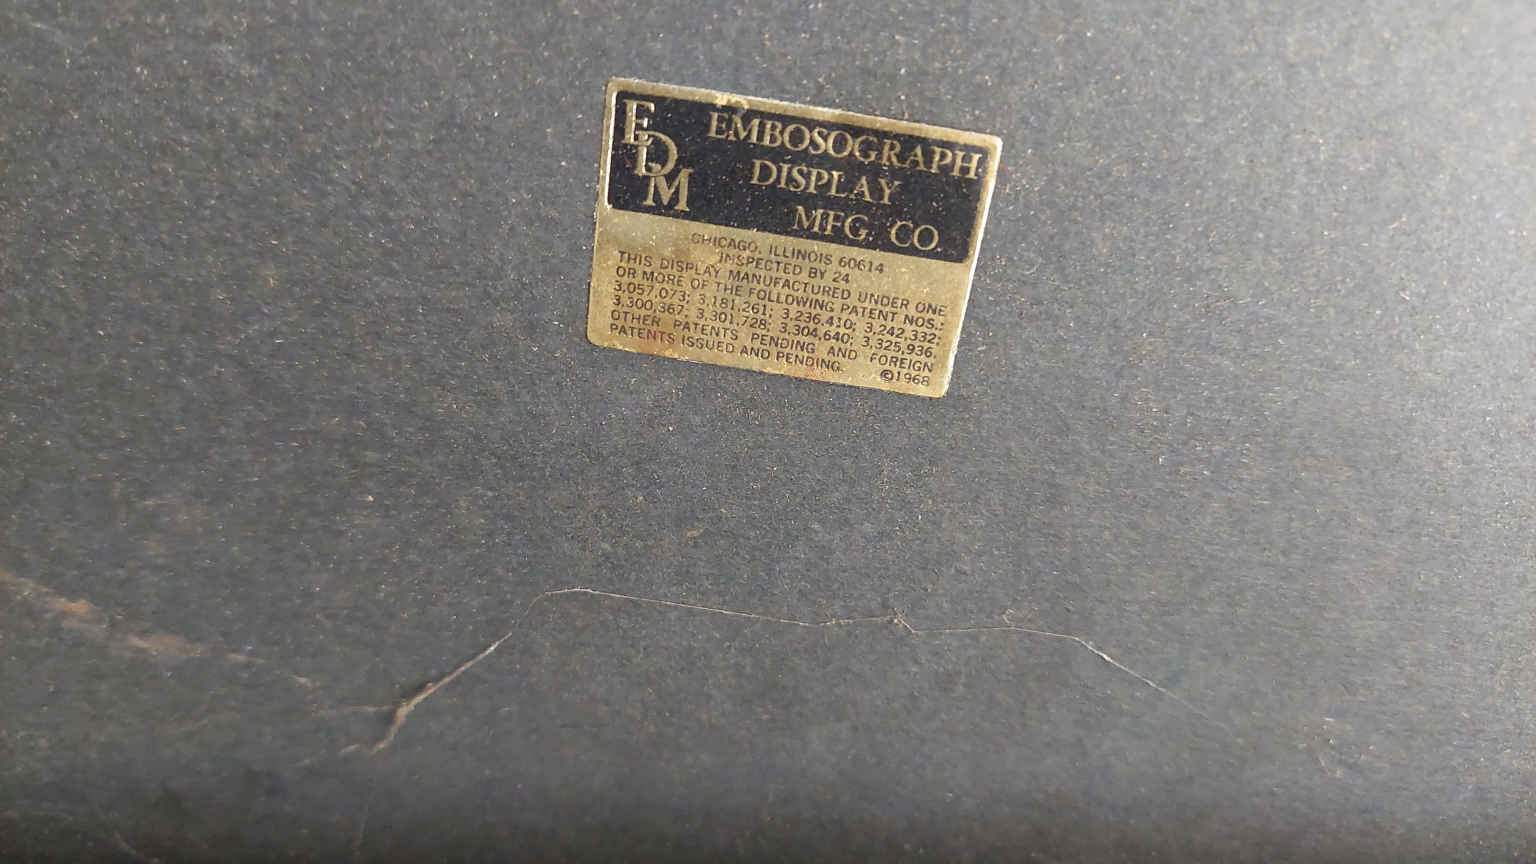 EDM
EMBOSOGRAPH
DISPLAY
MFG. CO.
CHICAGO, ILLINOIS 60614
INSPECTED BY 24
THIS DISPLAY MANUFACTURED UNDER ONE
OR MORE OF THE FOLLOWING PATENT NOS.:
3,057,073; 3,181,261; 3,236,410; 3,242,332;
3,300,367; 3,301,728; 3,304,640; 3,325,936,
OTHER PATENTS PENDING AND FOREIGN
PATENTS ISSUED AND PENDING.
©1968